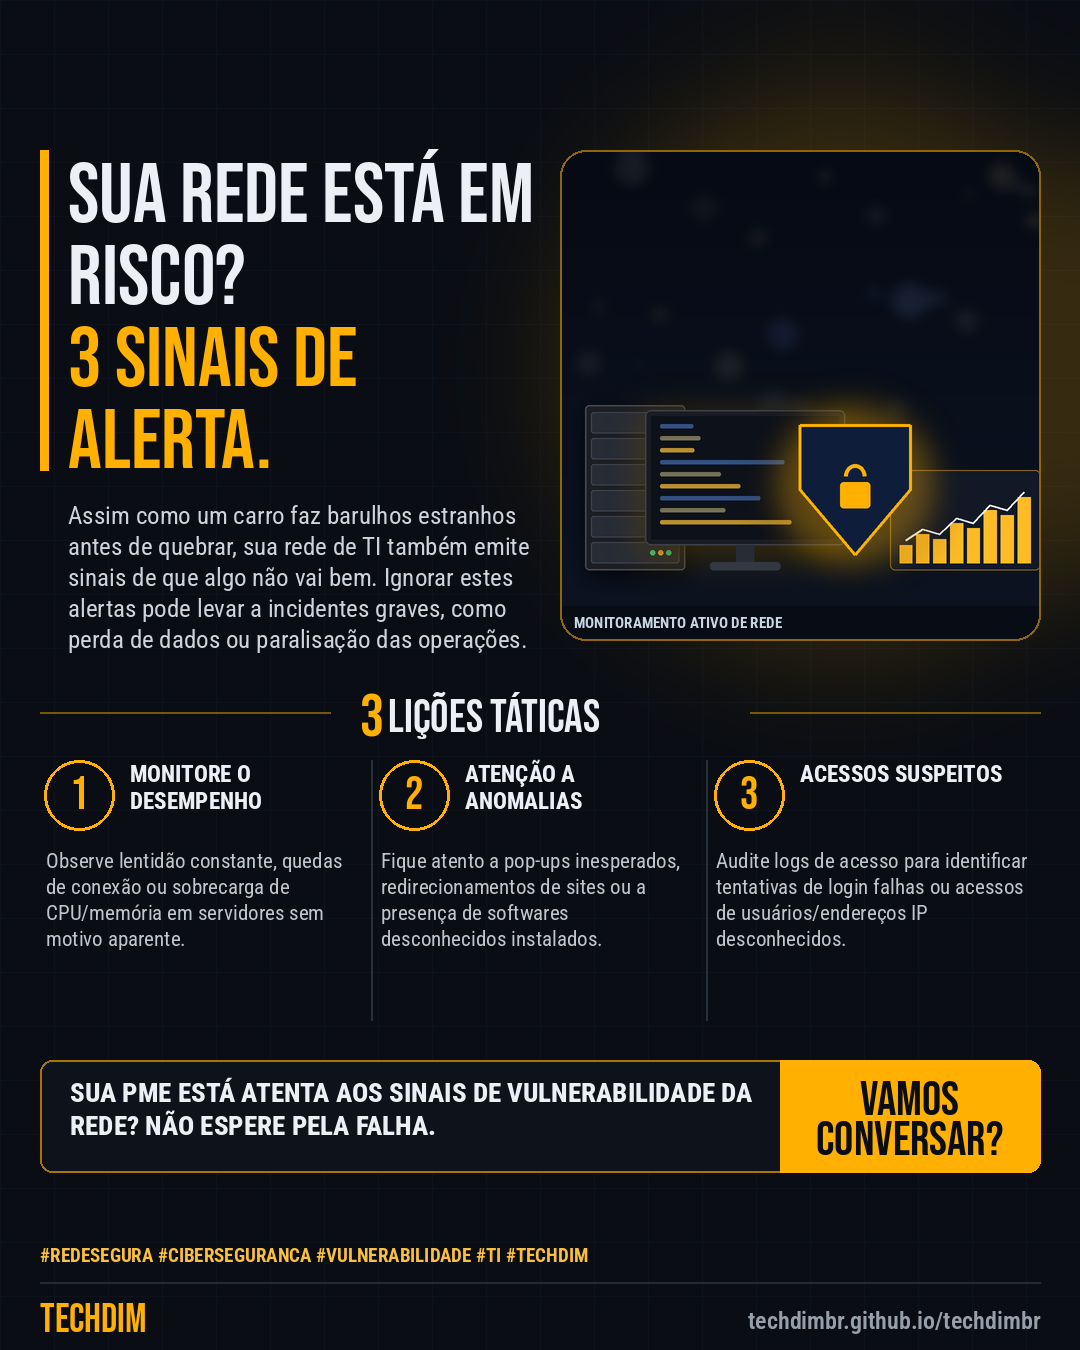 SUA REDE ESTÁ EM
RISCO?
3 SINAIS DE
ALERTA.
Assim como um carro faz barulhos estranhos
antes de quebrar, sua rede de TI também emite
sinais de que algo não vai bem. Ignorar estes
alertas pode levar a incidentes graves, como
perda de dados ou paralisação das operações.
MONITORAMENTO ATIVO DE REDE
3 LIÇÕES TÁTICAS
1
MONITORE O
DESEMPENHO
Observe lentidão constante, quedas
de conexão ou sobrecarga de
CPU/memória em servidores sem
motivo aparente.
2
ATENÇÃO A
ANOMALIAS
Fique atento a pop-ups inesperados,
redirecionamentos de sites ou a
presença de softwares
desconhecidos instalados.
3
ACESSOS SUSPEITOS
Audite logs de acesso para identificar
tentativas de login falhas ou acessos
de usuários/endereços IP
desconhecidos.
SUA PME ESTÁ ATENTA AOS SINAIS DE VULNERABILIDADE DA
REDE? NÃO ESPERE PELA FALHA.
VAMOS
CONVERSAR?
#REDESEGURA #CIBERSEGURANCA #VULNERABILIDADE #TI #TECHDIM
TECHDIM
techdimbr.github.io/techdimbr